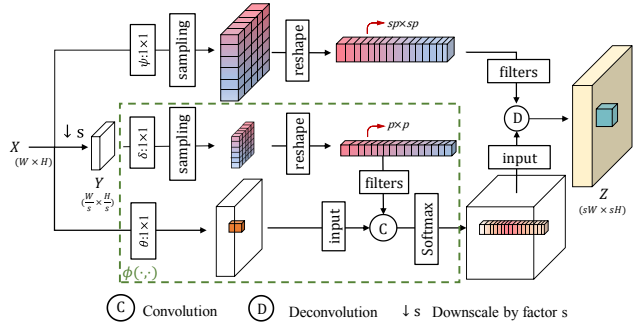 ψ:1×1
sampling
reshape
sp×sp
filters
D
X
(W × H)
↓ s
Y
(W/s × H/s)
δ:1×1
sampling
reshape
p×p
filters
input
Z
(sW × sH)
θ:1×1
input
C
Softmax
ϕ(·,·)
C Convolution
D Deconvolution
↓ s Downscale by factor s